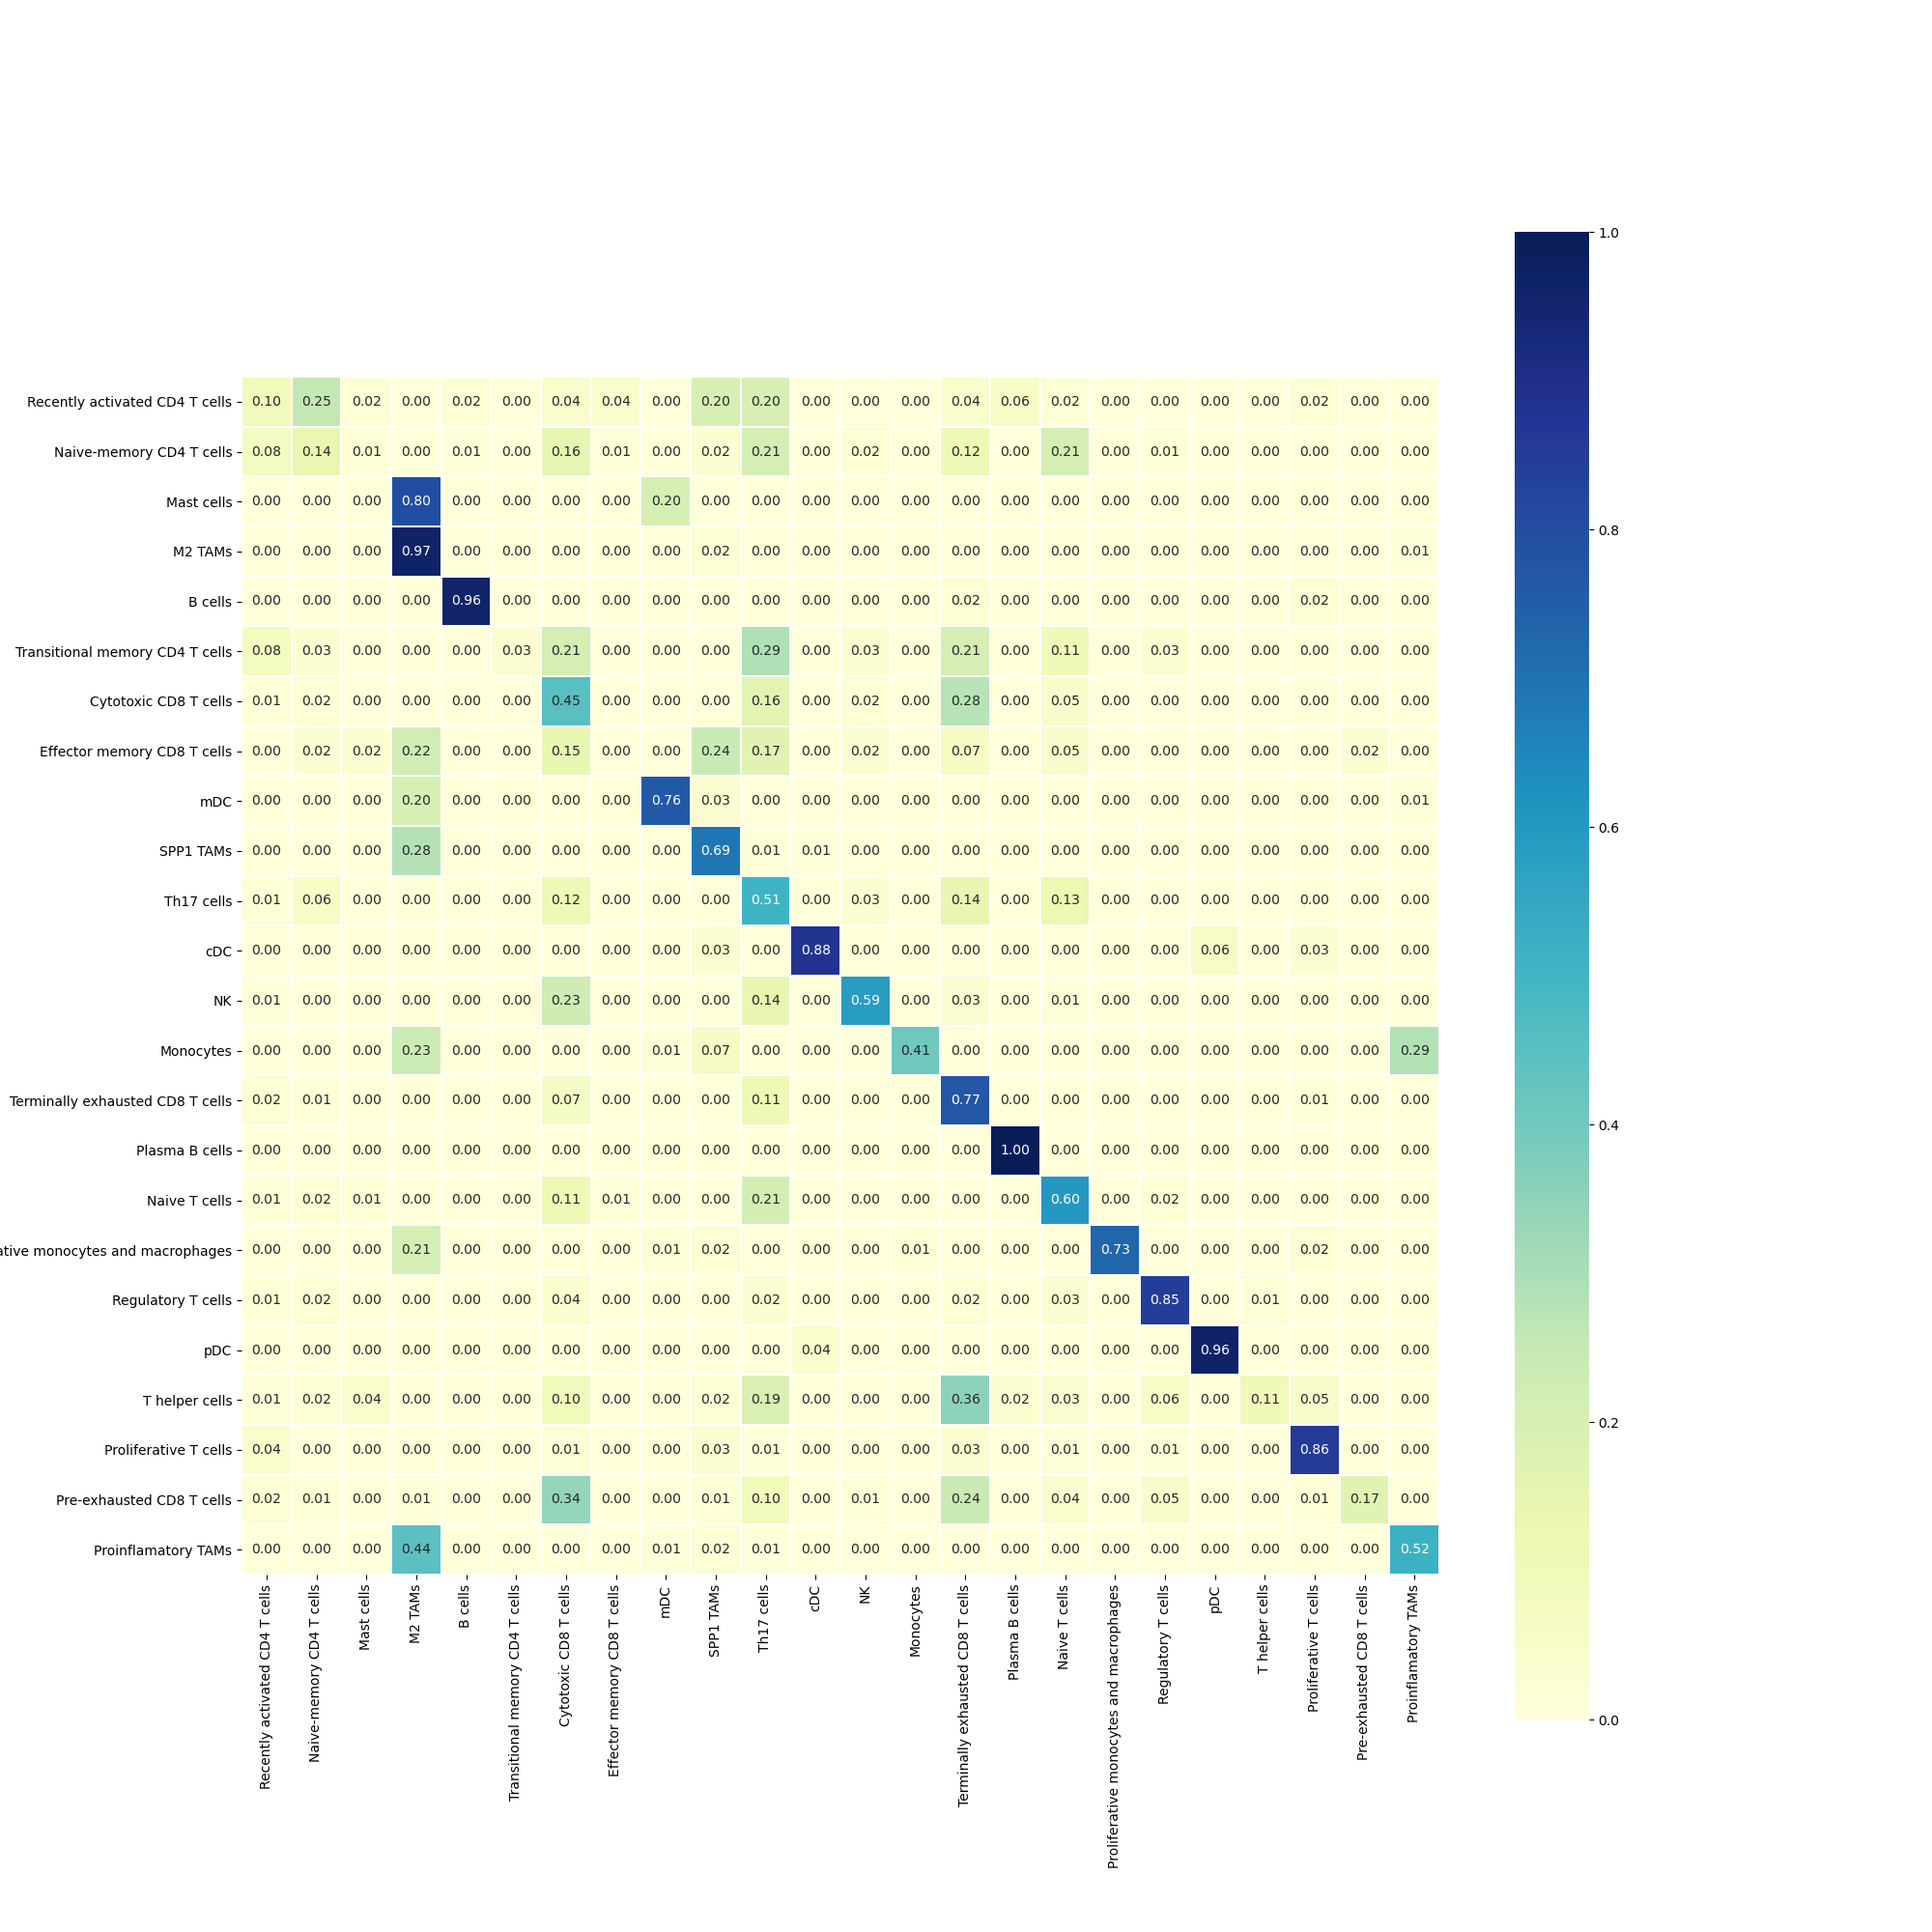 1.0
Recently activated CD4 T cells 0.10 0.25 0.02 0.00 0.02 0.00 0.04 0.04 0.00 0.20 0.20 0.00 0.00 0.00 0.04 0.06 0.02 0.00 0.00 0.00 0.00 0.02 0.00 0.00
Naive-memory CD4 T cells 0.08 0.14 0.01 0.00 0.01 0.00 0.16 0.01 0.00 0.02 0.21 0.00 0.02 0.00 0.12 0.00 0.21 0.00 0.01 0.00 0.00 0.00 0.00 0.00
Mast cells 0.00 0.00 0.00 0.80 0.00 0.00 0.00 0.00 0.20 0.00 0.00 0.00 0.00 0.00 0.00 0.00 0.00 0.00 0.00 0.00 0.00 0.00 0.00 0.00
0.8
M2 TAMs 0.00 0.00 0.00 0.97 0.00 0.00 0.00 0.00 0.00 0.02 0.00 0.00 0.00 0.00 0.00 0.00 0.00 0.00 0.00 0.00 0.00 0.00 0.00 0.01
B cells 0.00 0.00 0.00 0.00 0.96 0.00 0.00 0.00 0.00 0.00 0.00 0.00 0.00 0.00 0.02 0.00 0.00 0.00 0.00 0.00 0.00 0.02 0.00 0.00
Transitional memory CD4 T cells 0.08 0.03 0.00 0.00 0.00 0.03 0.21 0.00 0.00 0.00 0.29 0.00 0.03 0.00 0.21 0.00 0.11 0.00 0.03 0.00 0.00 0.00 0.00 0.00
Cytotoxic CD8 T cells 0.01 0.02 0.00 0.00 0.00 0.00 0.45 0.00 0.00 0.00 0.16 0.00 0.02 0.00 0.28 0.00 0.05 0.00 0.00 0.00 0.00 0.00 0.00 0.00
Effector memory CD8 T cells 0.00 0.02 0.02 0.22 0.00 0.00 0.15 0.00 0.00 0.24 0.17 0.00 0.02 0.00 0.07 0.00 0.05 0.00 0.00 0.00 0.00 0.00 0.02 0.00
mDC 0.00 0.00 0.00 0.20 0.00 0.00 0.00 0.00 0.76 0.03 0.00 0.00 0.00 0.00 0.00 0.00 0.00 0.00 0.00 0.00 0.00 0.00 0.00 0.01
0.6
SPP1 TAMs 0.00 0.00 0.00 0.28 0.00 0.00 0.00 0.00 0.00 0.69 0.01 0.01 0.00 0.00 0.00 0.00 0.00 0.00 0.00 0.00 0.00 0.00 0.00 0.00
Th17 cells 0.01 0.06 0.00 0.00 0.00 0.00 0.12 0.00 0.00 0.00 0.51 0.00 0.03 0.00 0.14 0.00 0.13 0.00 0.00 0.00 0.00 0.00 0.00 0.00
cDC 0.00 0.00 0.00 0.00 0.00 0.00 0.00 0.00 0.00 0.03 0.00 0.88 0.00 0.00 0.00 0.00 0.00 0.00 0.00 0.06 0.00 0.03 0.00 0.00
NK 0.01 0.00 0.00 0.00 0.00 0.00 0.23 0.00 0.00 0.00 0.14 0.00 0.59 0.00 0.03 0.00 0.01 0.00 0.00 0.00 0.00 0.00 0.00 0.00
Monocytes 0.00 0.00 0.00 0.23 0.00 0.00 0.00 0.00 0.01 0.07 0.00 0.00 0.00 0.41 0.00 0.00 0.00 0.00 0.00 0.00 0.00 0.00 0.00 0.29
Terminally exhausted CD8 T cells 0.02 0.01 0.00 0.00 0.00 0.00 0.07 0.00 0.00 0.00 0.11 0.00 0.00 0.00 0.77 0.00 0.00 0.00 0.00 0.00 0.00 0.01 0.00 0.00
0.4
Plasma B cells 0.00 0.00 0.00 0.00 0.00 0.00 0.00 0.00 0.00 0.00 0.00 0.00 0.00 0.00 0.00 1.00 0.00 0.00 0.00 0.00 0.00 0.00 0.00 0.00
Naive T cells 0.01 0.02 0.01 0.00 0.00 0.00 0.11 0.01 0.00 0.00 0.21 0.00 0.00 0.00 0.00 0.00 0.60 0.00 0.02 0.00 0.00 0.00 0.00 0.00
ative monocytes and macrophages 0.00 0.00 0.00 0.21 0.00 0.00 0.00 0.00 0.01 0.02 0.00 0.00 0.00 0.01 0.00 0.00 0.00 0.73 0.00 0.00 0.00 0.02 0.00 0.00
Regulatory T cells 0.01 0.02 0.00 0.00 0.00 0.00 0.04 0.00 0.00 0.00 0.02 0.00 0.00 0.00 0.02 0.00 0.03 0.00 0.85 0.00 0.01 0.00 0.00 0.00
pDC 0.00 0.00 0.00 0.00 0.00 0.00 0.00 0.00 0.00 0.00 0.00 0.04 0.00 0.00 0.00 0.00 0.00 0.00 0.00 0.96 0.00 0.00 0.00 0.00
T helper cells 0.01 0.02 0.04 0.00 0.00 0.00 0.10 0.00 0.00 0.02 0.19 0.00 0.00 0.00 0.36 0.02 0.03 0.00 0.06 0.00 0.11 0.05 0.00 0.00
0.2
Proliferative T cells 0.04 0.00 0.00 0.00 0.00 0.00 0.01 0.00 0.00 0.03 0.01 0.00 0.00 0.00 0.03 0.00 0.01 0.00 0.01 0.00 0.00 0.86 0.00 0.00
Pre-exhausted CD8 T cells 0.02 0.01 0.00 0.01 0.00 0.00 0.34 0.00 0.00 0.01 0.10 0.00 0.01 0.00 0.24 0.00 0.04 0.00 0.05 0.00 0.00 0.01 0.17 0.00
Proinflamatory TAMs 0.00 0.00 0.00 0.44 0.00 0.00 0.00 0.00 0.01 0.02 0.01 0.00 0.00 0.00 0.00 0.00 0.00 0.00 0.00 0.00 0.00 0.00 0.00 0.52
0.0
Recently activated CD4 T cells
Naive-memory CD4 T cells
Mast cells
M2 TAMs
B cells
Transitional memory CD4 T cells
Cytotoxic CD8 T cells
Effector memory CD8 T cells
mDC
SPP1 TAMs
Th17 cells
cDC
NK
Monocytes
Terminally exhausted CD8 T cells
Plasma B cells
Naive T cells
Proliferative monocytes and macrophages
Regulatory T cells
pDC
T helper cells
Proliferative T cells
Pre-exhausted CD8 T cells
Proinflamatory TAMs